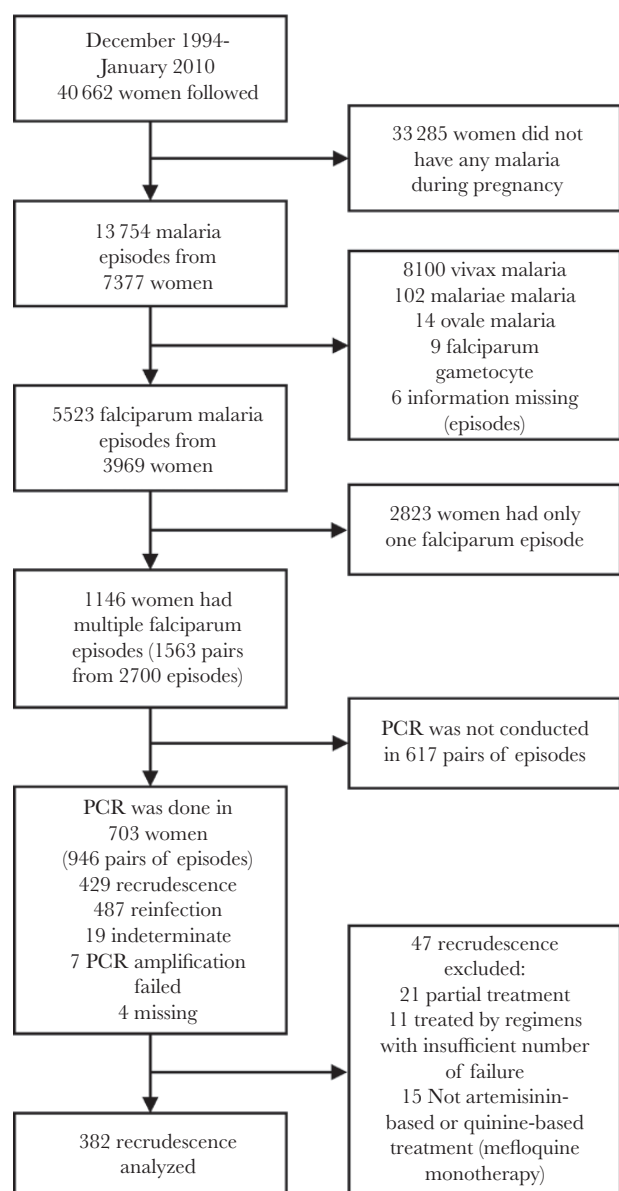 December 1994-
January 2010
40 662 women followed
33 285 women did not
have any malaria
during pregnancy
13 754 malaria
episodes from
7377 women
8100 vivax malaria
102 malariae malaria
14 ovale malaria
9 falciparum
gametocyte
6 information missing
(episodes)
5523 falciparum malaria
episodes from
3969 women
2823 women had only
one falciparum episode
1146 women had
multiple falciparum
episodes (1563 pairs
from 2700 episodes)
PCR was not conducted
in 617 pairs of episodes
PCR was done in
703 women
(946 pairs of episodes)
429 recrudescence
487 reinfection
19 indeterminate
7 PCR amplification
failed
4 missing
47 recrudescence
excluded:
21 partial treatment
11 treated by regimens
with insufficient number
of failure
15 Not artemisinin-
based or quinine-based
treatment (mefloquine
monotherapy)
382 recrudescence
analyzed